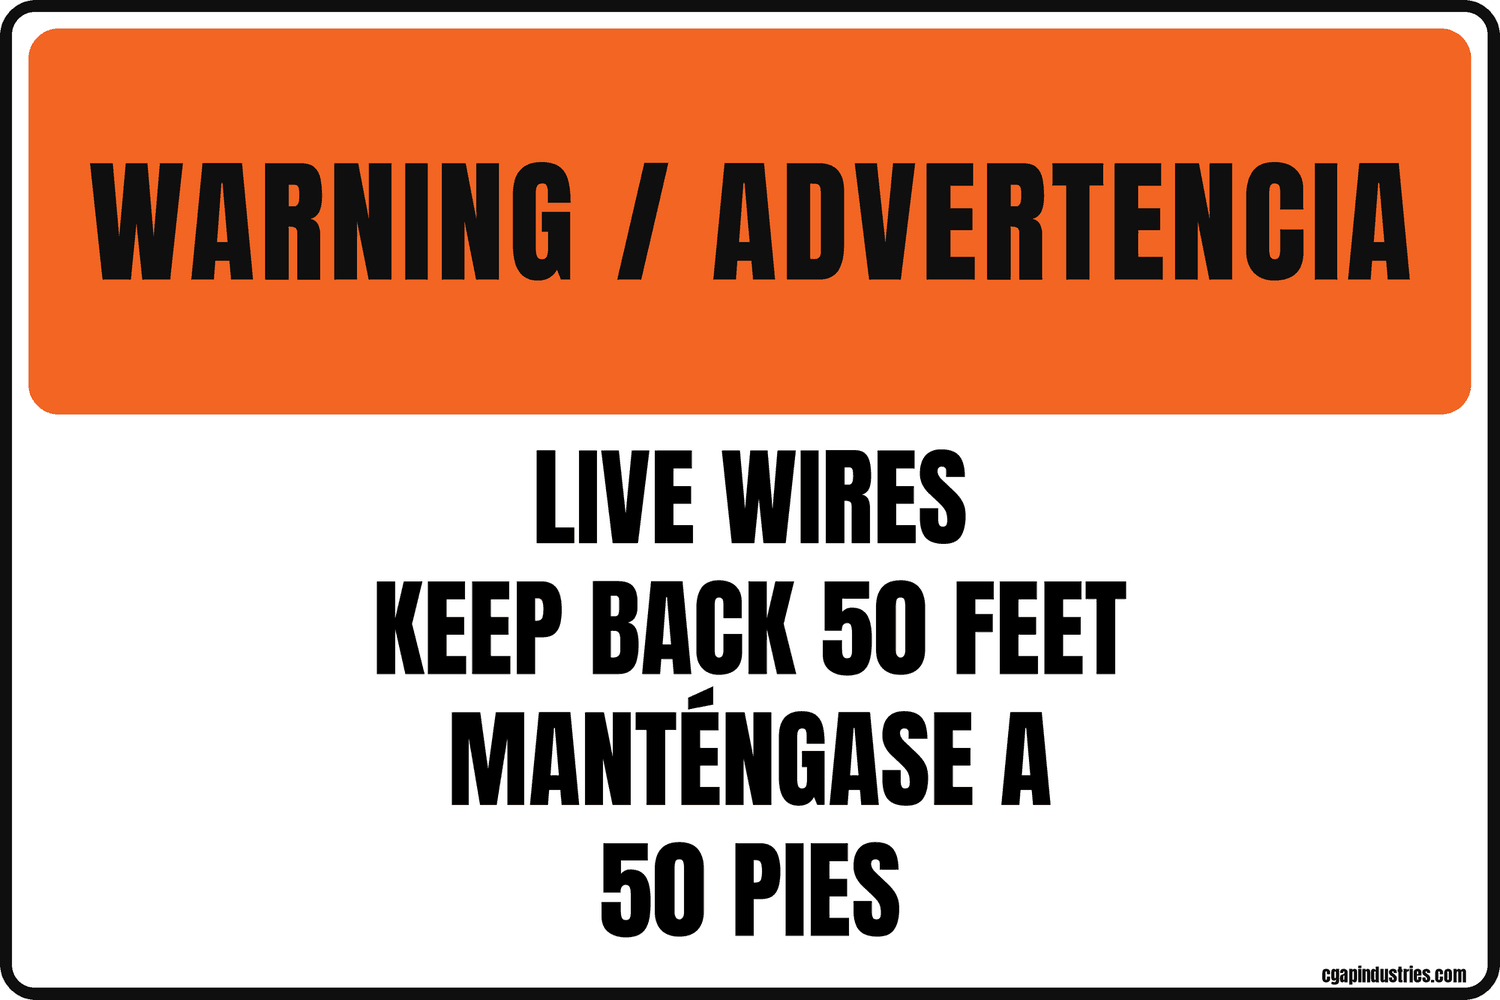 WARNING / ADVERTENCIA
LIVE WIRES
KEEP BACK 50 FEET
MANTÉNGASE A
50 PIES
cgapindustries.com